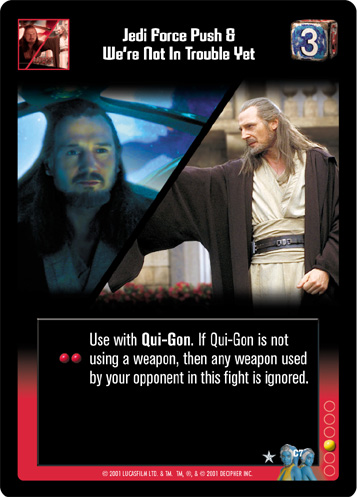 Jedi Force Push &
We're Not In Trouble Yet
3
Use with Qui-Gon. If Qui-Gon is not
using a weapon, then any weapon used
by your opponent in this fight is ignored.
© 2001 LUCASFILM LTD. & TM. TM, ®, & © 2001 DECIPHER INC.